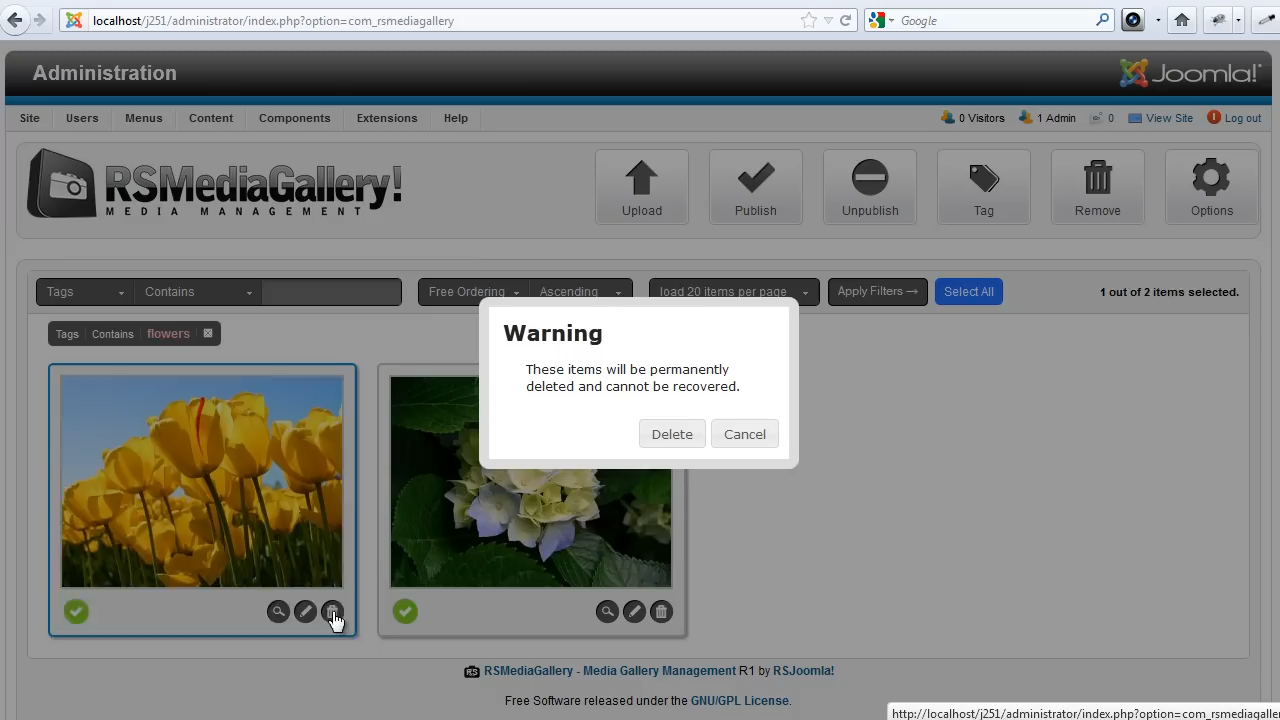 localhost/j251/administrator/index.php?option=com_rsmediagallery
Google
Administration
Joomla!
Site Users Menus Content Components Extensions Help
0 Visitors 1 Admin 0 View Site Log out
RSMediaGallery!
MEDIA MANAGEMENT
Upload Publish Unpublish Tag Remove Options
Tags Contains Free Ordering Ascending load 20 items per page Apply Filters → Select All 1 out of 2 items selected.
Tags Contains flowers
Warning
These items will be permanently
deleted and cannot be recovered.
Delete Cancel
RS RSMediaGallery - Media Gallery Management R1 by RSJoomla!
Free Software released under the GNU/GPL License.
http://localhost/j251/administrator/index.php?option=com_rsmediagaller